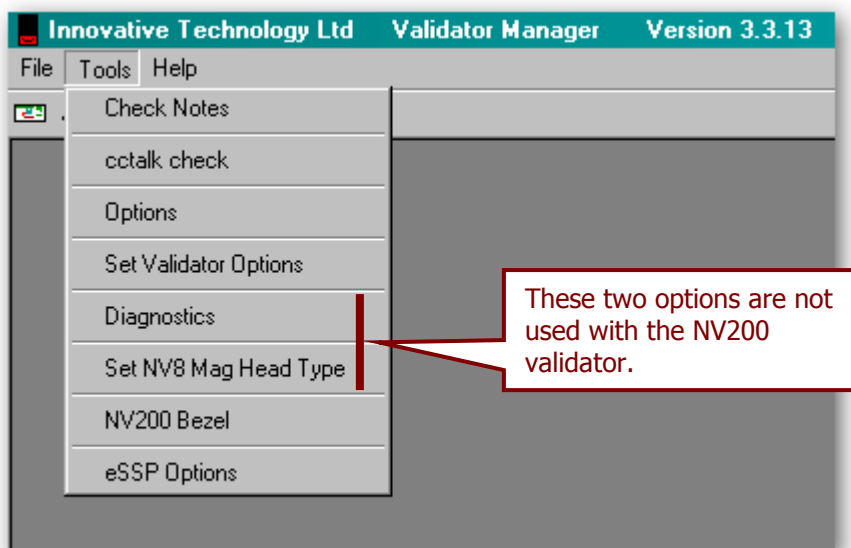 Innovative Technology Ltd Validator Manager Version 3.3.13
File Tools Help
Check Notes
cctalk check
Options
Set Validator Options
Diagnostics
Set NV8 Mag Head Type
NV200 Bezel
eSSP Options
These two options are not
used with the NV200
validator.